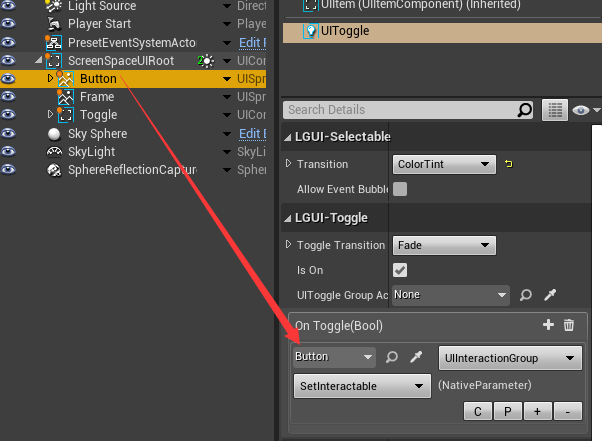 Light Source Direct
Player Start Player
PresetEventSystemActo Edit
ScreenSpaceUIRoot UICon
Button UISpr
Frame UISpr
Toggle UICon
Sky Sphere Edit
SkyLight SkyLi
SphereReflectionCapture Spher
UIItem (UIItemComponent) (Inherited)
UIToggle
Search Details
LGUI-Selectable
Transition ColorTint
Allow Event Bubble
LGUI-Toggle
Toggle Transition Fade
Is On
UIToggle Group Ac None
On Toggle(Bool)
Button UIInteractionGroup
SetInteractable (NativeParameter)
C P + -